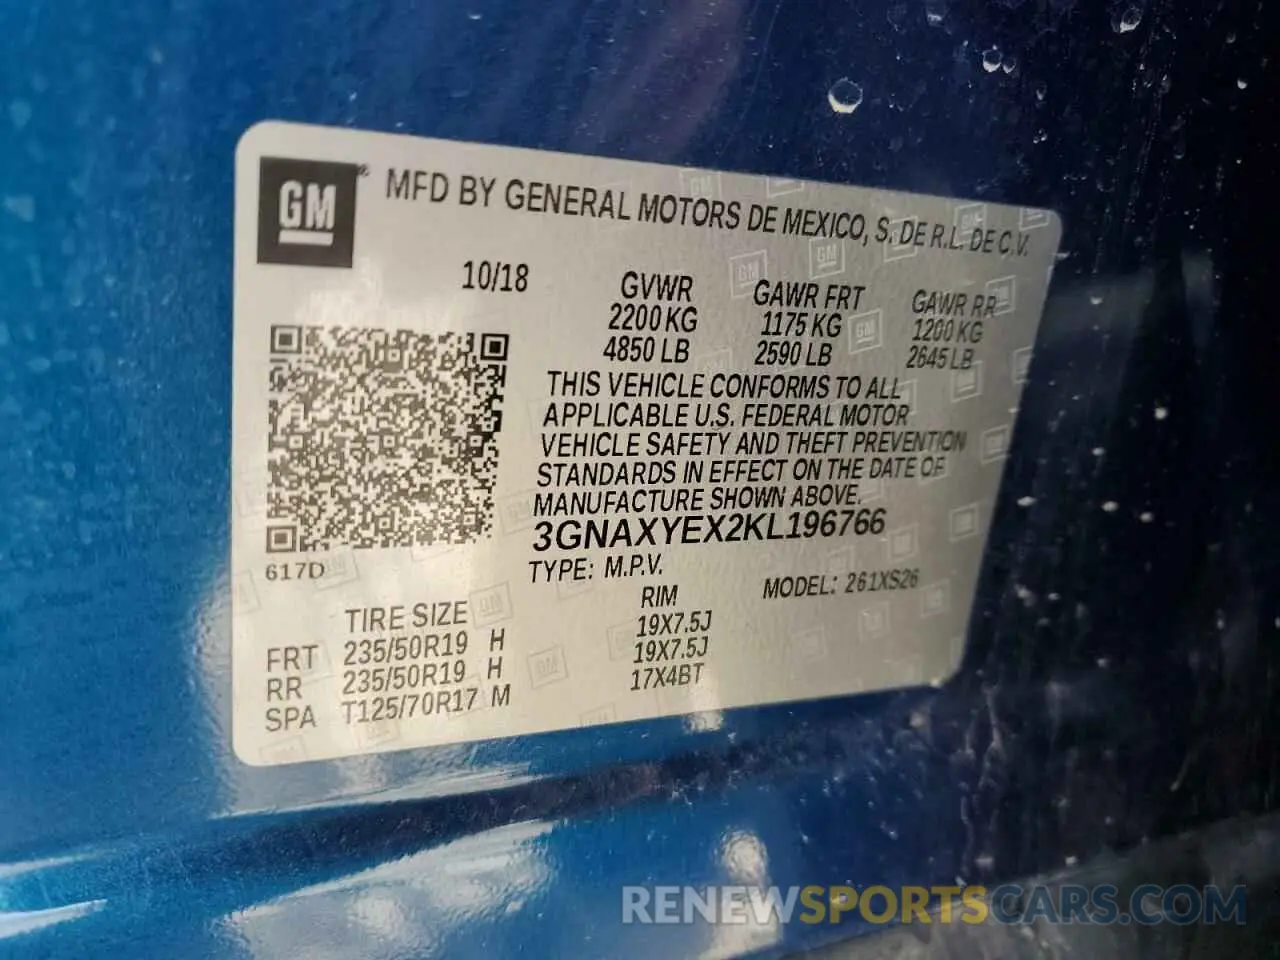 GM
MFD BY GENERAL MOTORS DE MEXICO, S. DE R.L. DE C.V.
10/18
GVWR GAWR FRT GAWR RR
2200 KG 1175 KG 1200 KG
4850 LB 2590 LB 2645 LB
THIS VEHICLE CONFORMS TO ALL
APPLICABLE U.S. FEDERAL MOTOR
VEHICLE SAFETY AND THEFT PREVENTION
STANDARDS IN EFFECT ON THE DATE OF
MANUFACTURE SHOWN ABOVE.
3GNAXYEX2KL196766
617D
TYPE: M.P.V. MODEL: 261XS26
TIRE SIZE RIM
FRT 235/50R19 H 19X7.5J
RR 235/50R19 H 19X7.5J
SPA T125/70R17 M 17X4BT
RENEWSPORTSCARS.COM